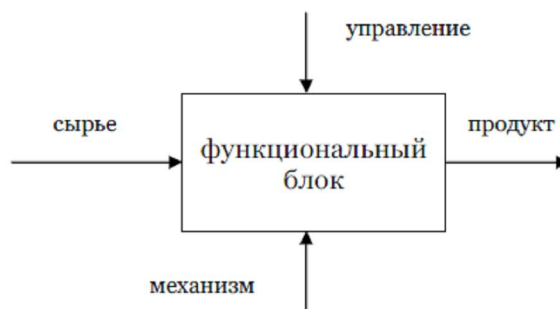 управление
сырье
продукт
функциональный
блок
механизм